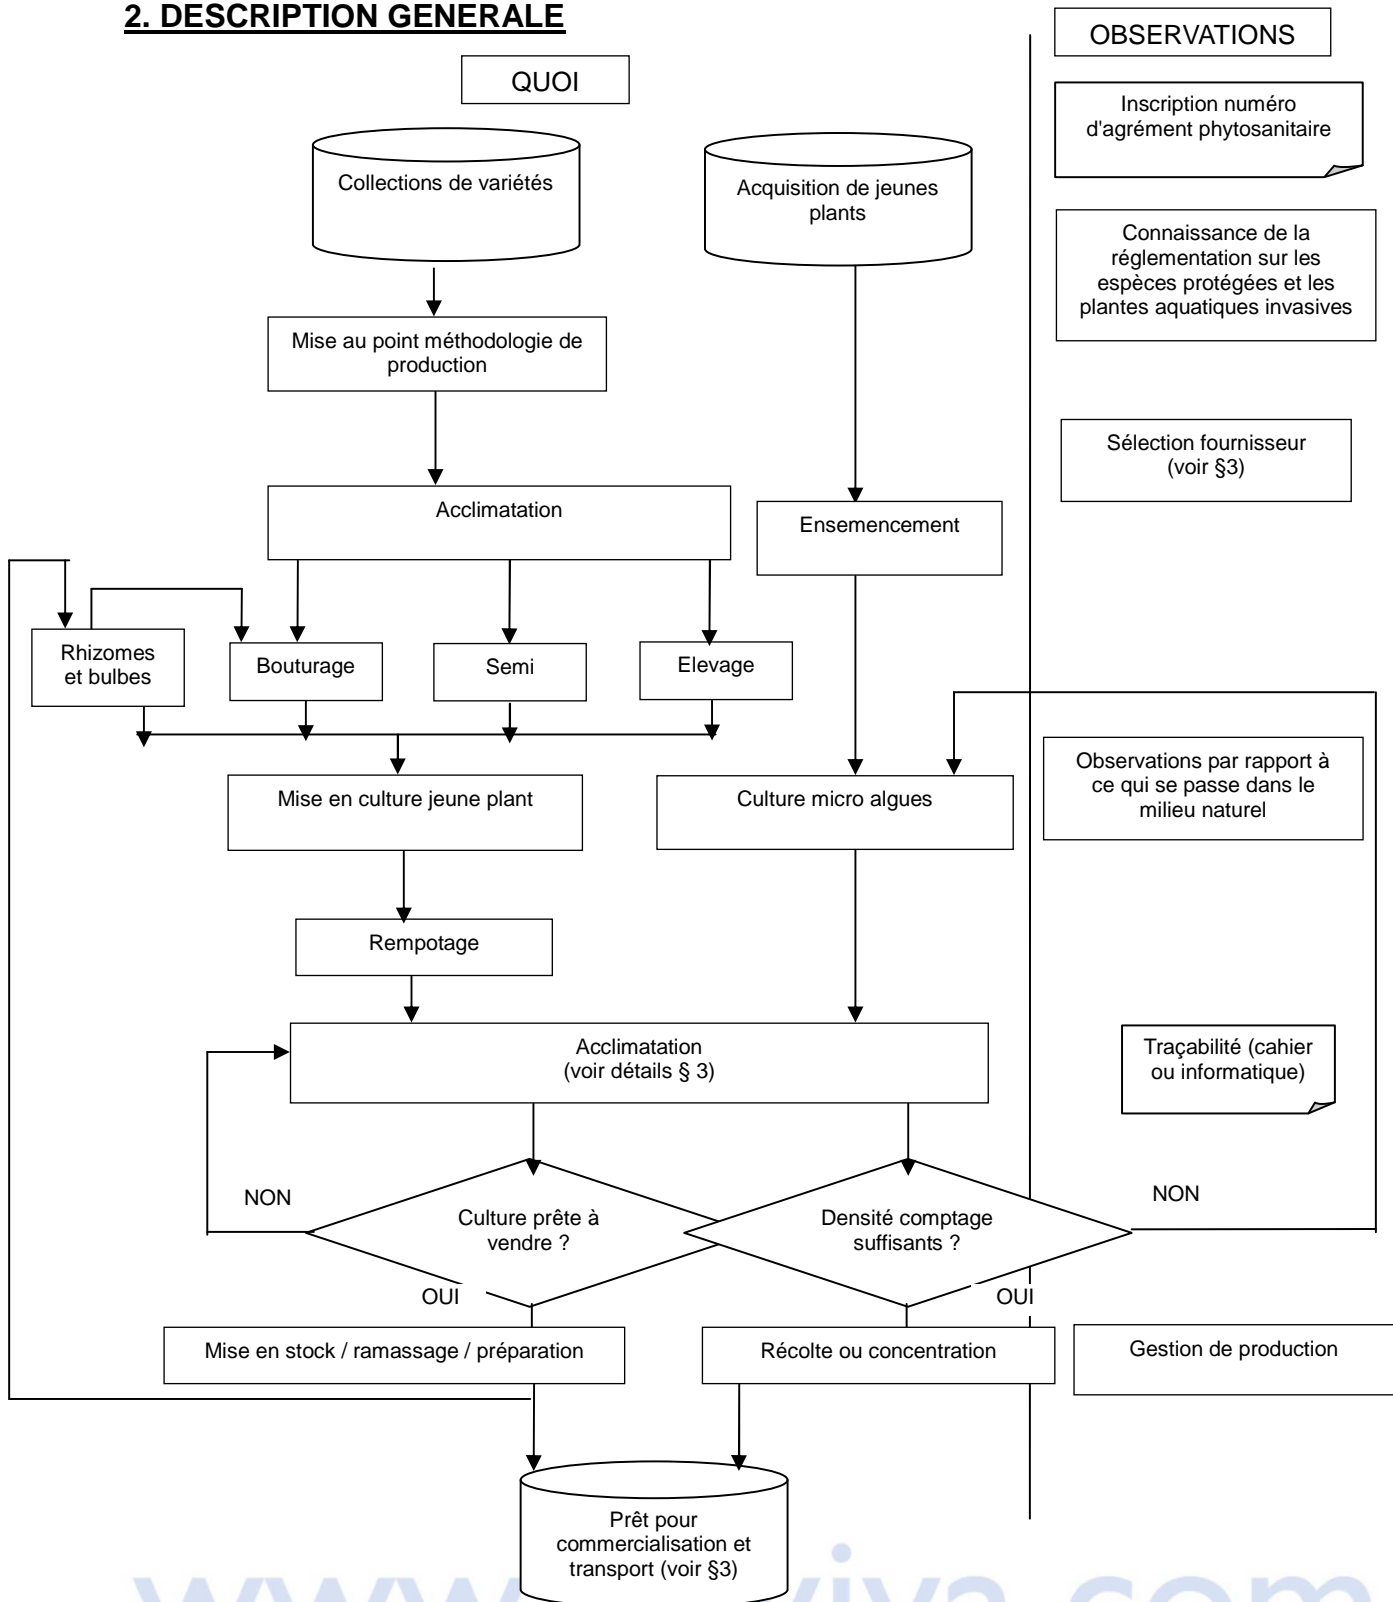 2. DESCRIPTION GENERALE
OBSERVATIONS
QUOI
Inscription numéro
d'agrément phytosanitaire
Collections de variétés
Acquisition de jeunes
plants
Connaissance de la
réglementation sur les
espèces protégées et les
plantes aquatiques invasives
Mise au point méthodologie de
production
Sélection fournisseur
(voir §3)
Acclimatation
Ensemencement
Rhizomes
et bulbes
Bouturage
Semi
Elevage
Observations par rapport à
ce qui se passe dans le
milieu naturel
Mise en culture jeune plant
Culture micro algues
Rempotage
Acclimatation
(voir détails § 3)
Traçabilité (cahier
ou informatique)
NON
NON
Culture prête à
vendre ?
Densité comptage
suffisants ?
OUI
OUI
Mise en stock / ramassage / préparation
Récolte ou concentration
Gestion de production
Prêt pour
commercialisation et
transport (voir §3)